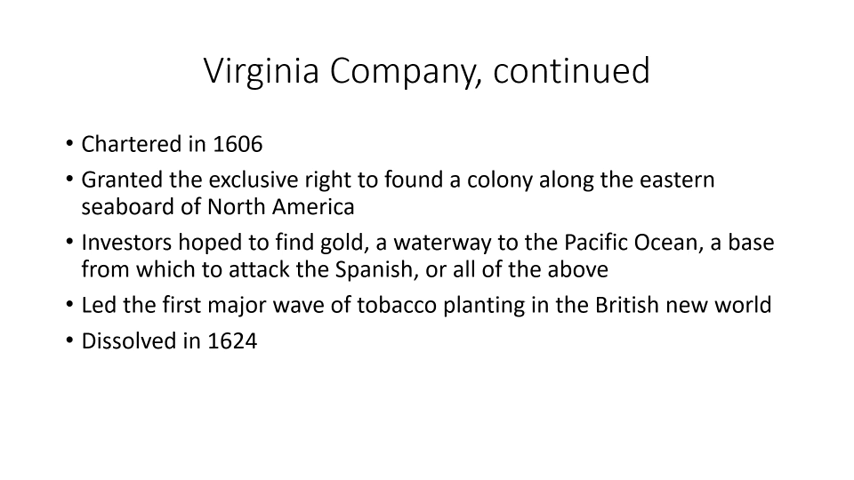 Virginia Company, continued
• Chartered in 1606
• Granted the exclusive right to found a colony along the eastern
seaboard of North America
• Investors hoped to find gold, a waterway to the Pacific Ocean, a base
from which to attack the Spanish, or all of the above
• Led the first major wave of tobacco planting in the British new world
• Dissolved in 1624